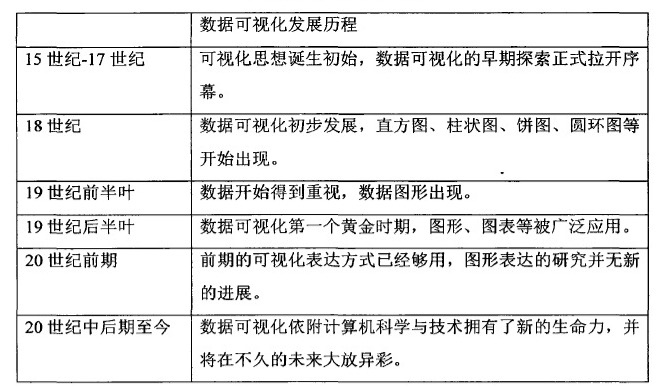 数据可视化发展历程
15 世纪-17 世纪
可视化思想诞生初始，数据可视化的早期探索正式拉开序
幕。
18 世纪
数据可视化初步发展，直方图、柱状图、饼图、圆环图等
开始出现。
19 世纪前半叶
数据开始得到重视，数据图形出现。
19 世纪后半叶
数据可视化第一个黄金时期，图形、图表等被广泛应用。
20 世纪前期
前期的可视化表达方式已经够用，图形表达的研究并无新
的进展。
20 世纪中后期至今
数据可视化依附计算机科学与技术拥有了新的生命力，并
将在不久的未来大放异彩。